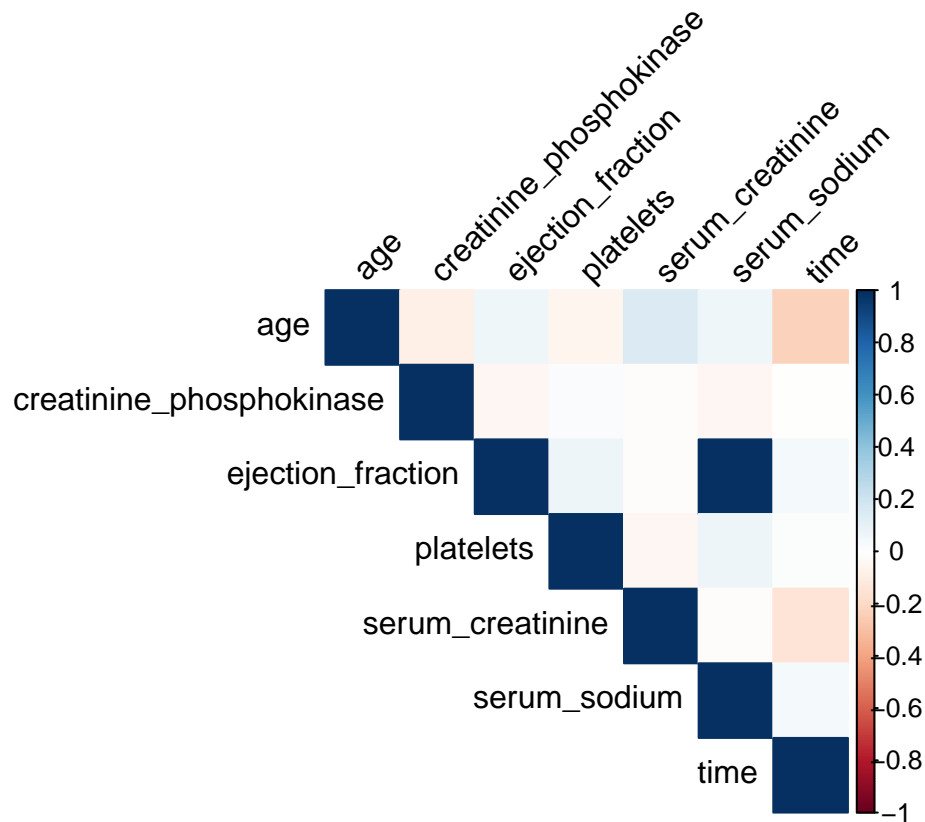 age
creatinine_phosphokinase
ejection_fraction
platelets
serum_creatinine
serum_sodium
time
age
creatinine_phosphokinase
ejection_fraction
platelets
serum_creatinine
serum_sodium
time
1
0.8
0.6
0.4
0.2
0
−0.2
−0.4
−0.6
−0.8
−1